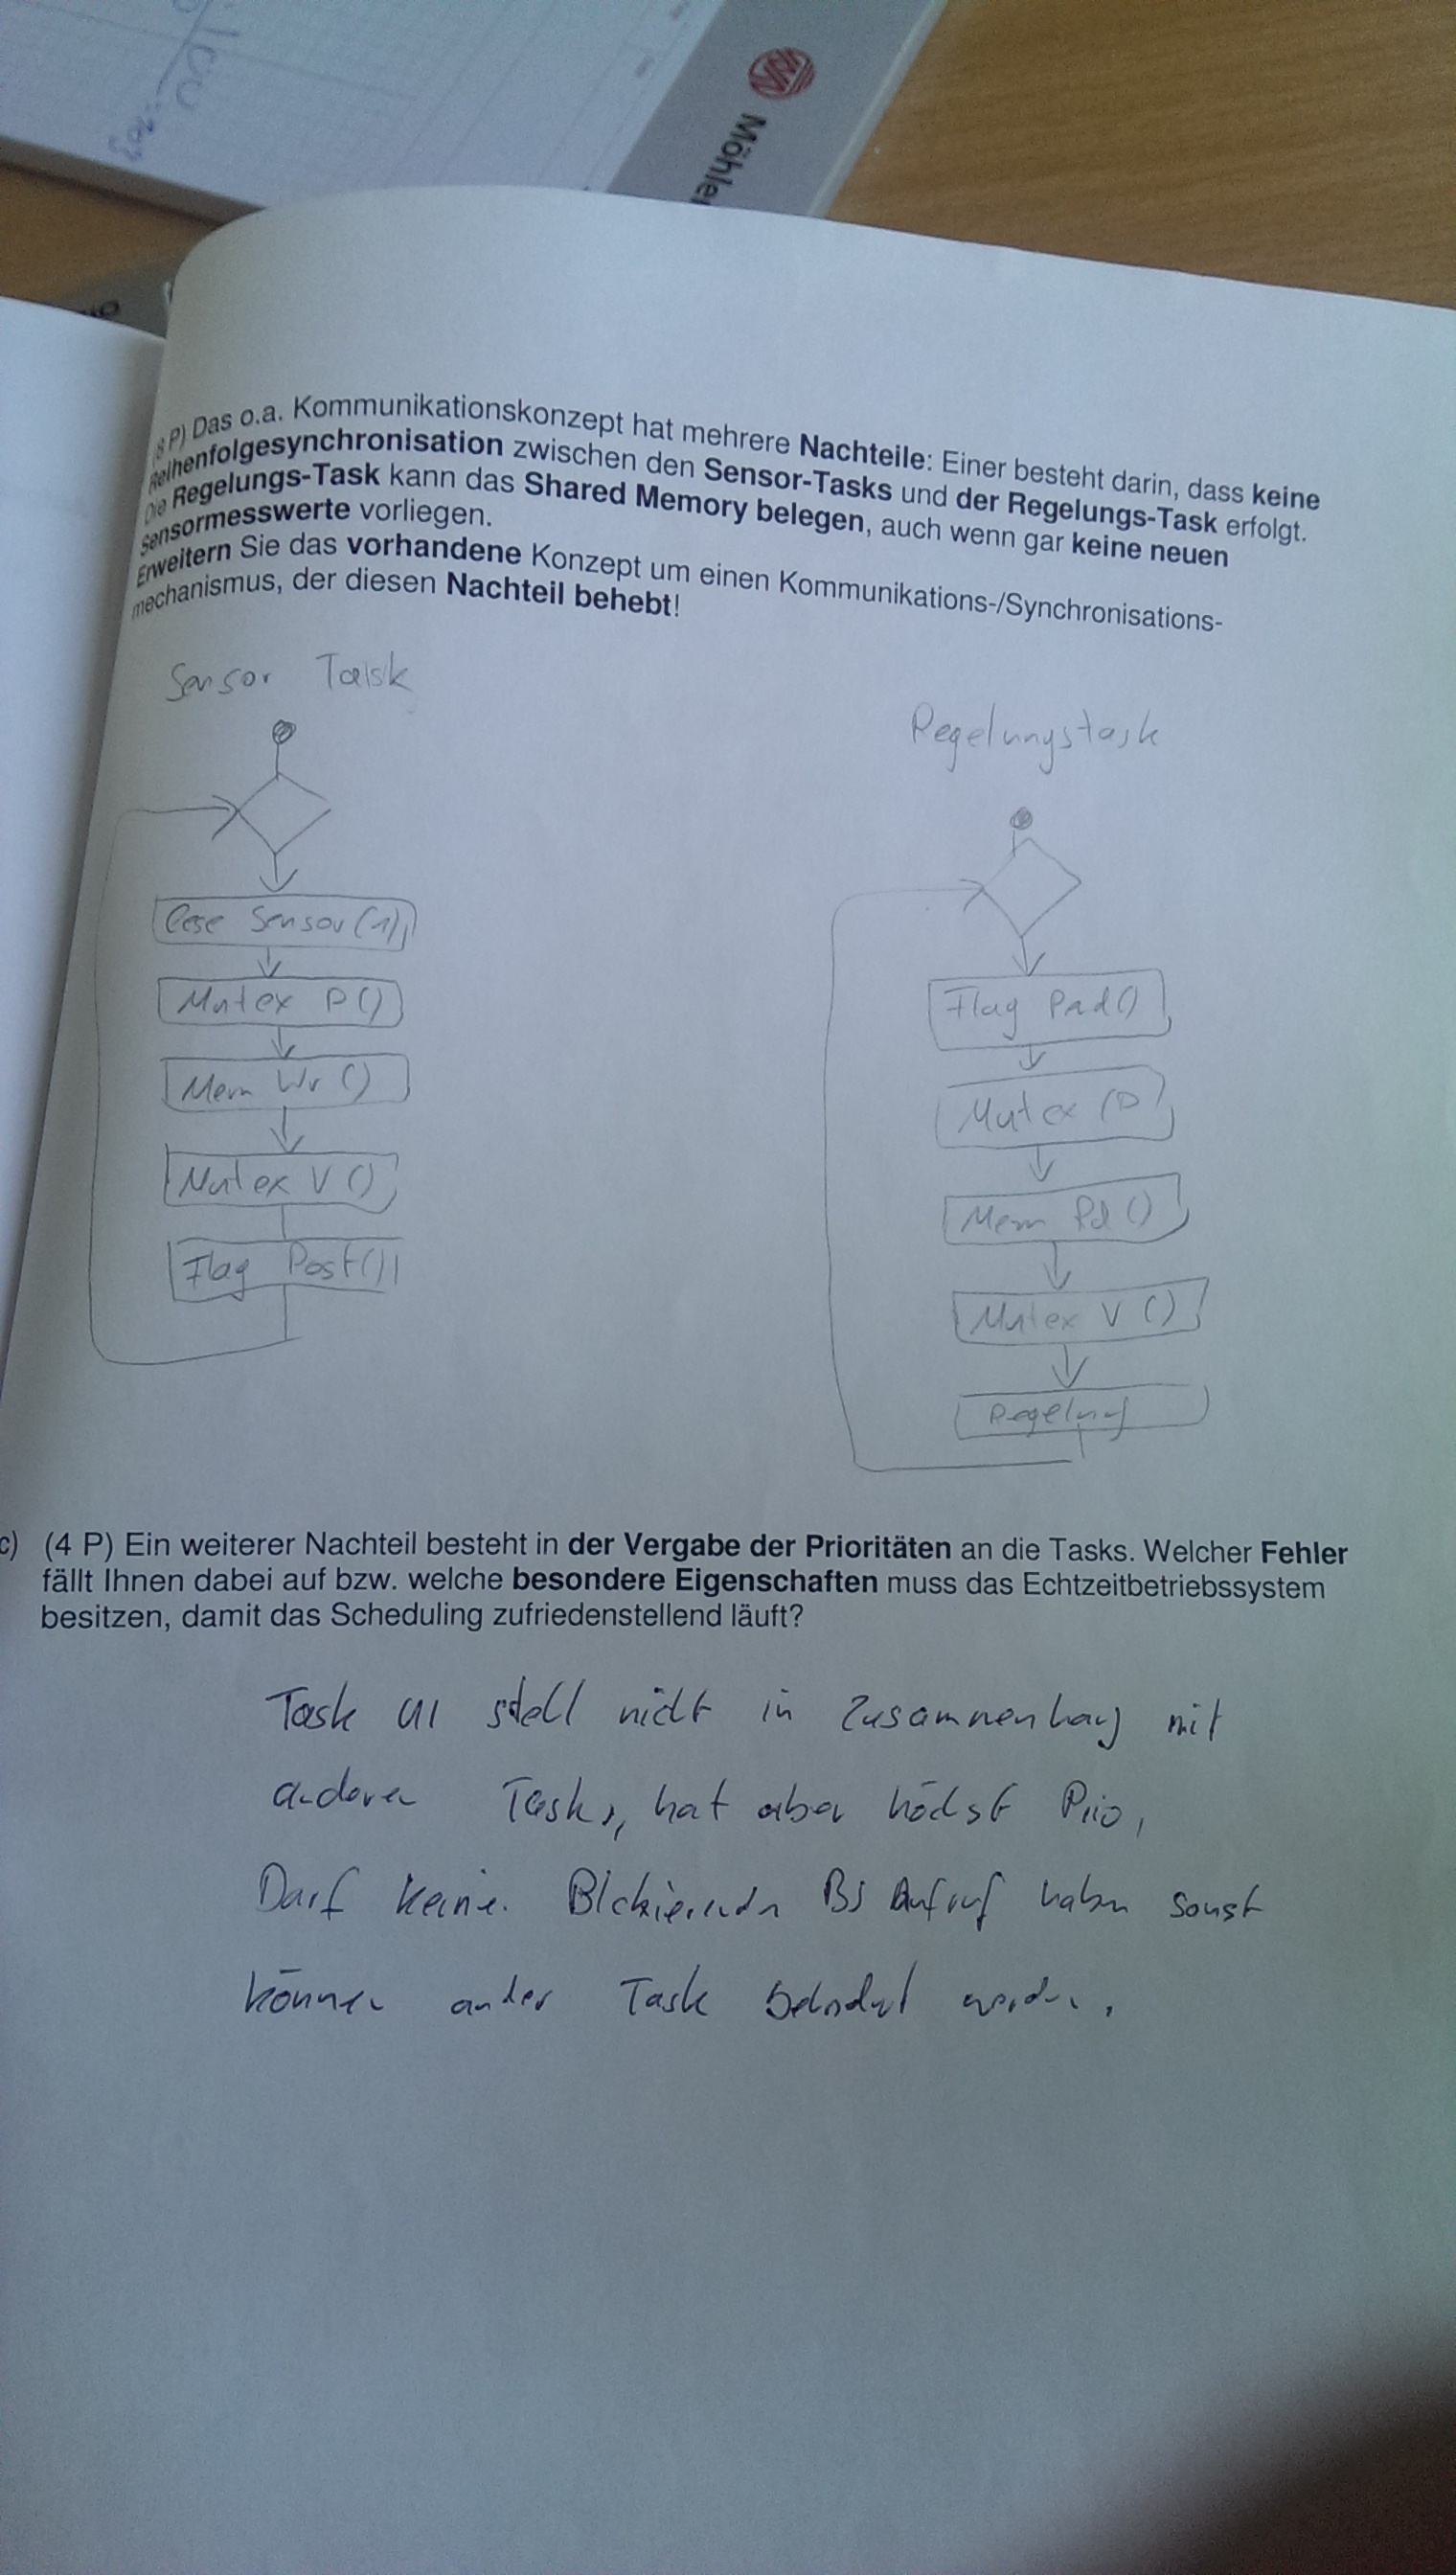 Möhle
8 P) Das o.a. Kommunikationskonzept hat mehrere Nachteile: Einer besteht darin, dass keine
Reihenfolgesynchronisation zwischen den Sensor-Tasks und der Regelungs-Task erfolgt.
Die Regelungs-Task kann das Shared Memory belegen, auch wenn gar keine neuen
Sensormesswerte vorliegen.
Erweitern Sie das vorhandene Konzept um einen Kommunikations-/Synchronisations-
mechanismus, der diesen Nachteil behebt!
Sensor Task
lese Sensor(1)
Mutex P()
Mem Wr()
Mutex V()
Flag Post()
Regelungstask
Flag Pnd()
Mutex P
Mem Rd()
Mutex V()
Regelung
c) (4 P) Ein weiterer Nachteil besteht in der Vergabe der Prioritäten an die Tasks. Welcher Fehler
fällt Ihnen dabei auf bzw. welche besondere Eigenschaften muss das Echtzeitbetriebssystem
besitzen, damit das Scheduling zufriedenstellend läuft?
Task stell nicht in Zusammenhang mit
anderen Tasks, hat aber höchst Prio,
Darf keine. BS Aufruf haben sonst
können ander Task werden.